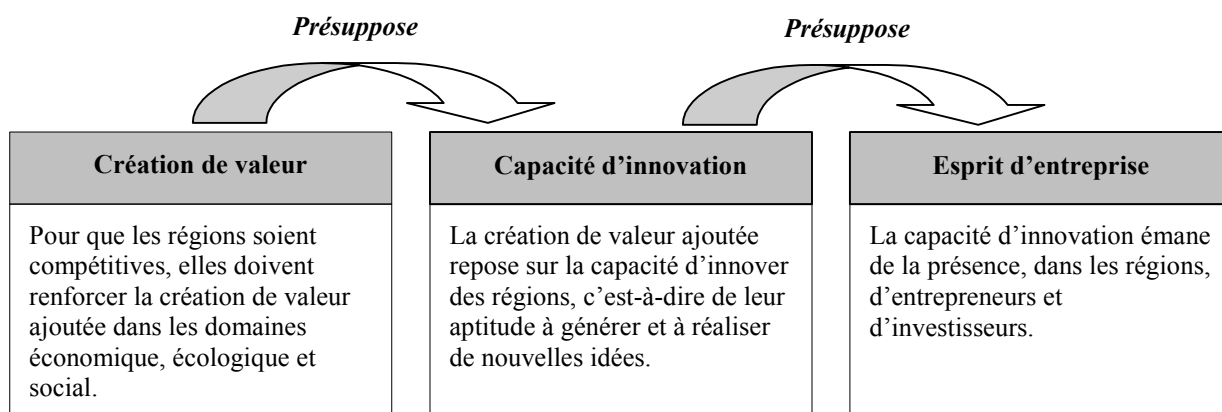 Présuppose
Présuppose
Création de valeur
Capacité d’innovation
Esprit d’entreprise
Pour que les régions soient
compétitives, elles doivent
renforcer la création de valeur
ajoutée dans les domaines
économique, écologique et
social.
La création de valeur ajoutée
repose sur la capacité d’innover
des régions, c’est-à-dire de leur
aptitude à générer et à réaliser
de nouvelles idées.
La capacité d’innovation émane
de la présence, dans les régions,
d’entrepreneurs et
d’investisseurs.